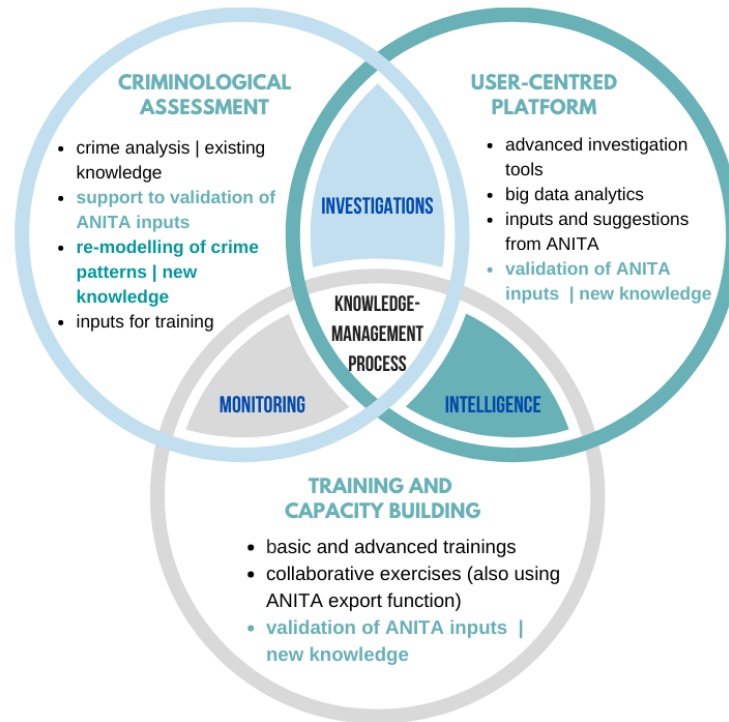 CRIMINOLOGICAL
ASSESSMENT
• crime analysis | existing
knowledge
• support to validation of
ANITA inputs
• re-modelling of crime
patterns | new
knowledge
• inputs for training
USER-CENTRED
PLATFORM
• advanced investigation
tools
• big data analytics
• inputs and suggestions
from ANITA
• validation of ANITA
inputs | new knowledge
INVESTIGATIONS
KNOWLEDGE-
MANAGEMENT
PROCESS
MONITORING
INTELLIGENCE
TRAINING AND
CAPACITY BUILDING
• basic and advanced trainings
• collaborative exercises (also using
ANITA export function)
• validation of ANITA inputs |
new knowledge